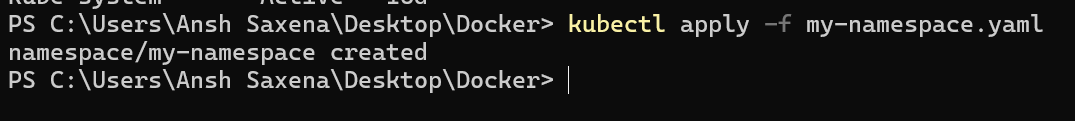 PS C:\Users\Ansh Saxena\Desktop\Docker> kubectl apply -f my-namespace.yaml
namespace/my-namespace created
PS C:\Users\Ansh Saxena\Desktop\Docker>